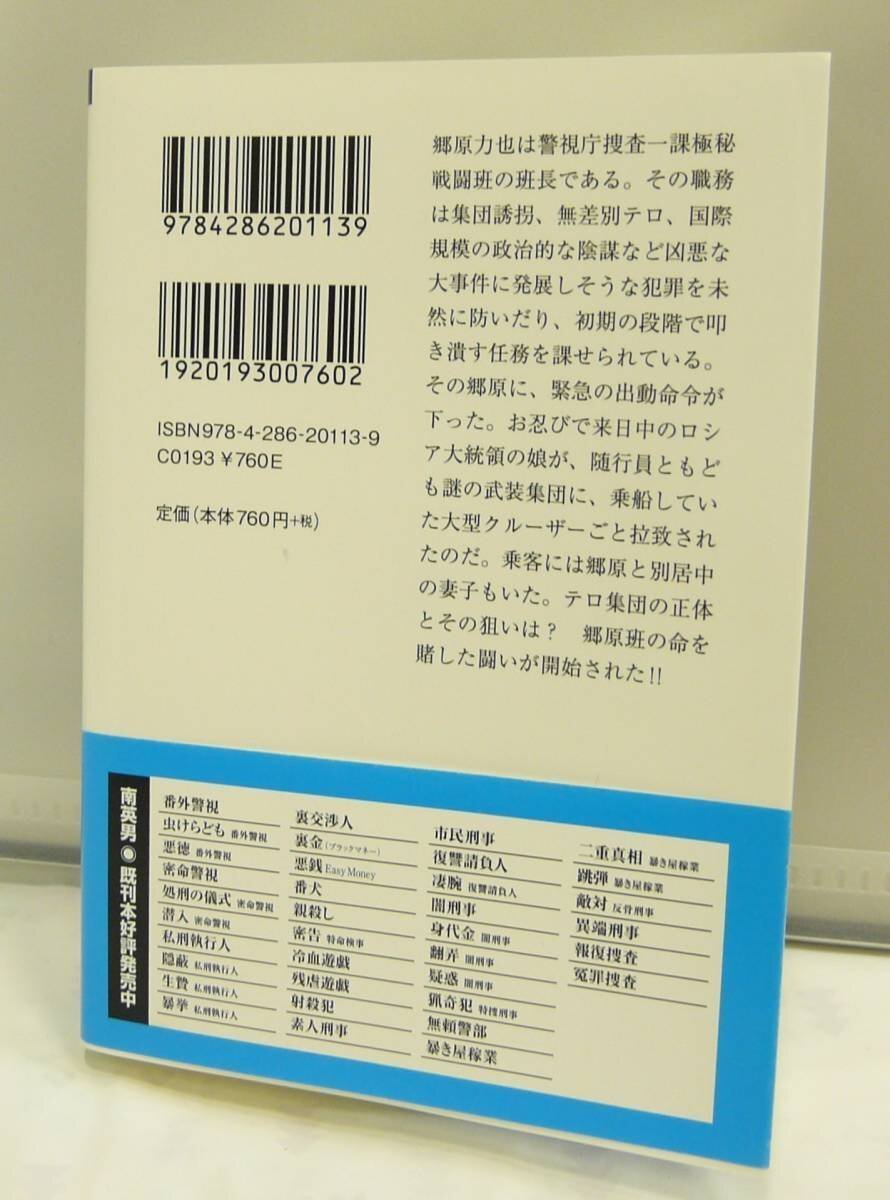 9784286201139
1920193007602
ISBN978-4-286-20113-9
C0193 ¥760E
定価(本体760円+税)
郷原力也は警視庁捜査一課極秘
戦闘班の班長である。その職務
は集団誘拐、無差別テロ、国際
規模の政治的な陰謀など凶悪な
大事件に発展しそうな犯罪を未
然に防いだり、初期の段階で叩
き潰す任務を課せられている。
その郷原に、緊急の出動命令が
下った。お忍びで来日中のロシ
ア大統領の娘が、随行員ともど
も謎の武装集団に、乗船してい
た大型クルーザーごと拉致され
たのだ。乗客には郷原と別居中
の妻子もいた。テロ集団の正体
とその狙いは? 郷原班の命を
賭した闘いが開始された!!
南英男◉既刊本好評発売中
番外警視
虫けらども 番外警視
悪徳 番外警視
密命警視
処刑の儀式 密命警視
潜入 密命警視
私刑執行人
隠蔽 私刑執行人
生贄 私刑執行人
暴挙 私刑執行人
裏交渉人
裏金(ブラックマネー)
悪銭 Easy Money
番犬
親殺し
密告 特命検事
冷血遊戯
残虐遊戯
射殺犯
素人刑事
市民刑事
復讐請負人
凄腕 復讐請負人
闇刑事
身代金 闇刑事
翻弄 闇刑事
疑惑 闇刑事
猟奇犯 特捜刑事
無頼警部
暴き屋稼業
二重真相 暴き屋稼業
跳弾 暴き屋稼業
敵対 反骨刑事
異端刑事
報復捜査
冤罪捜査